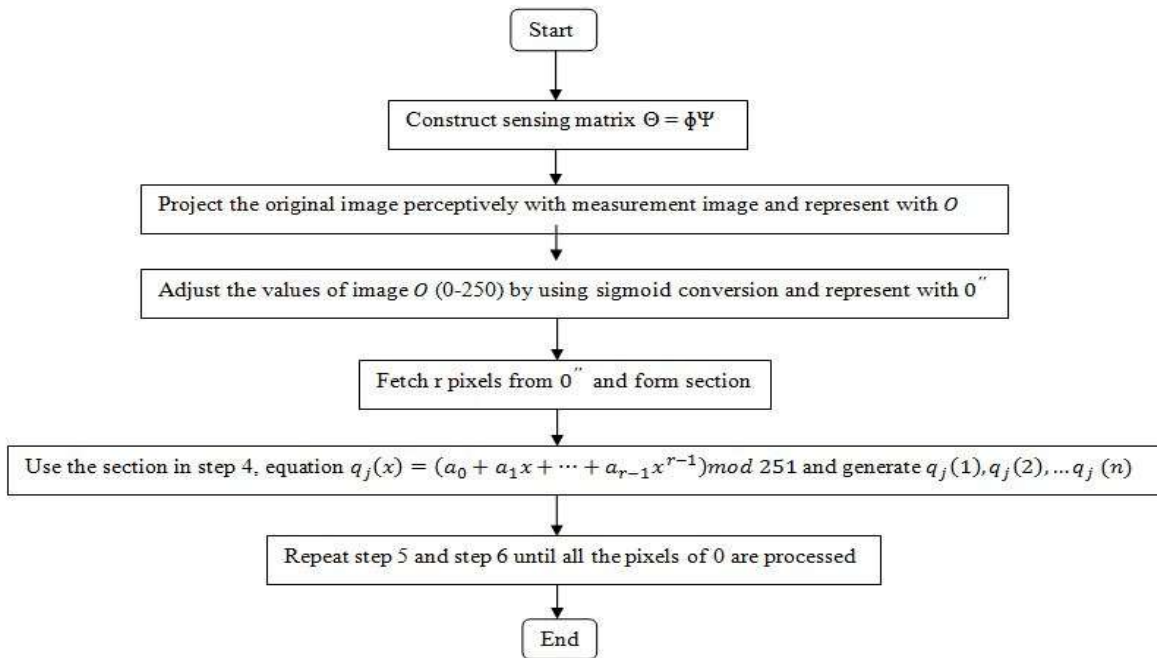 Start
Construct sensing matrix Θ = ϕΨ
Project the original image perceptively with measurement image and represent with O
Adjust the values of image O (0-250) by using sigmoid conversion and represent with 0″
Fetch r pixels from 0″ and form section
Use the section in step 4, equation q_j(x) = (a_0 + a_1x + ⋯ + a_{r−1}x^{r−1})mod 251 and generate q_j(1), q_j(2), … q_j (n)
Repeat step 5 and step 6 until all the pixels of 0 are processed
End